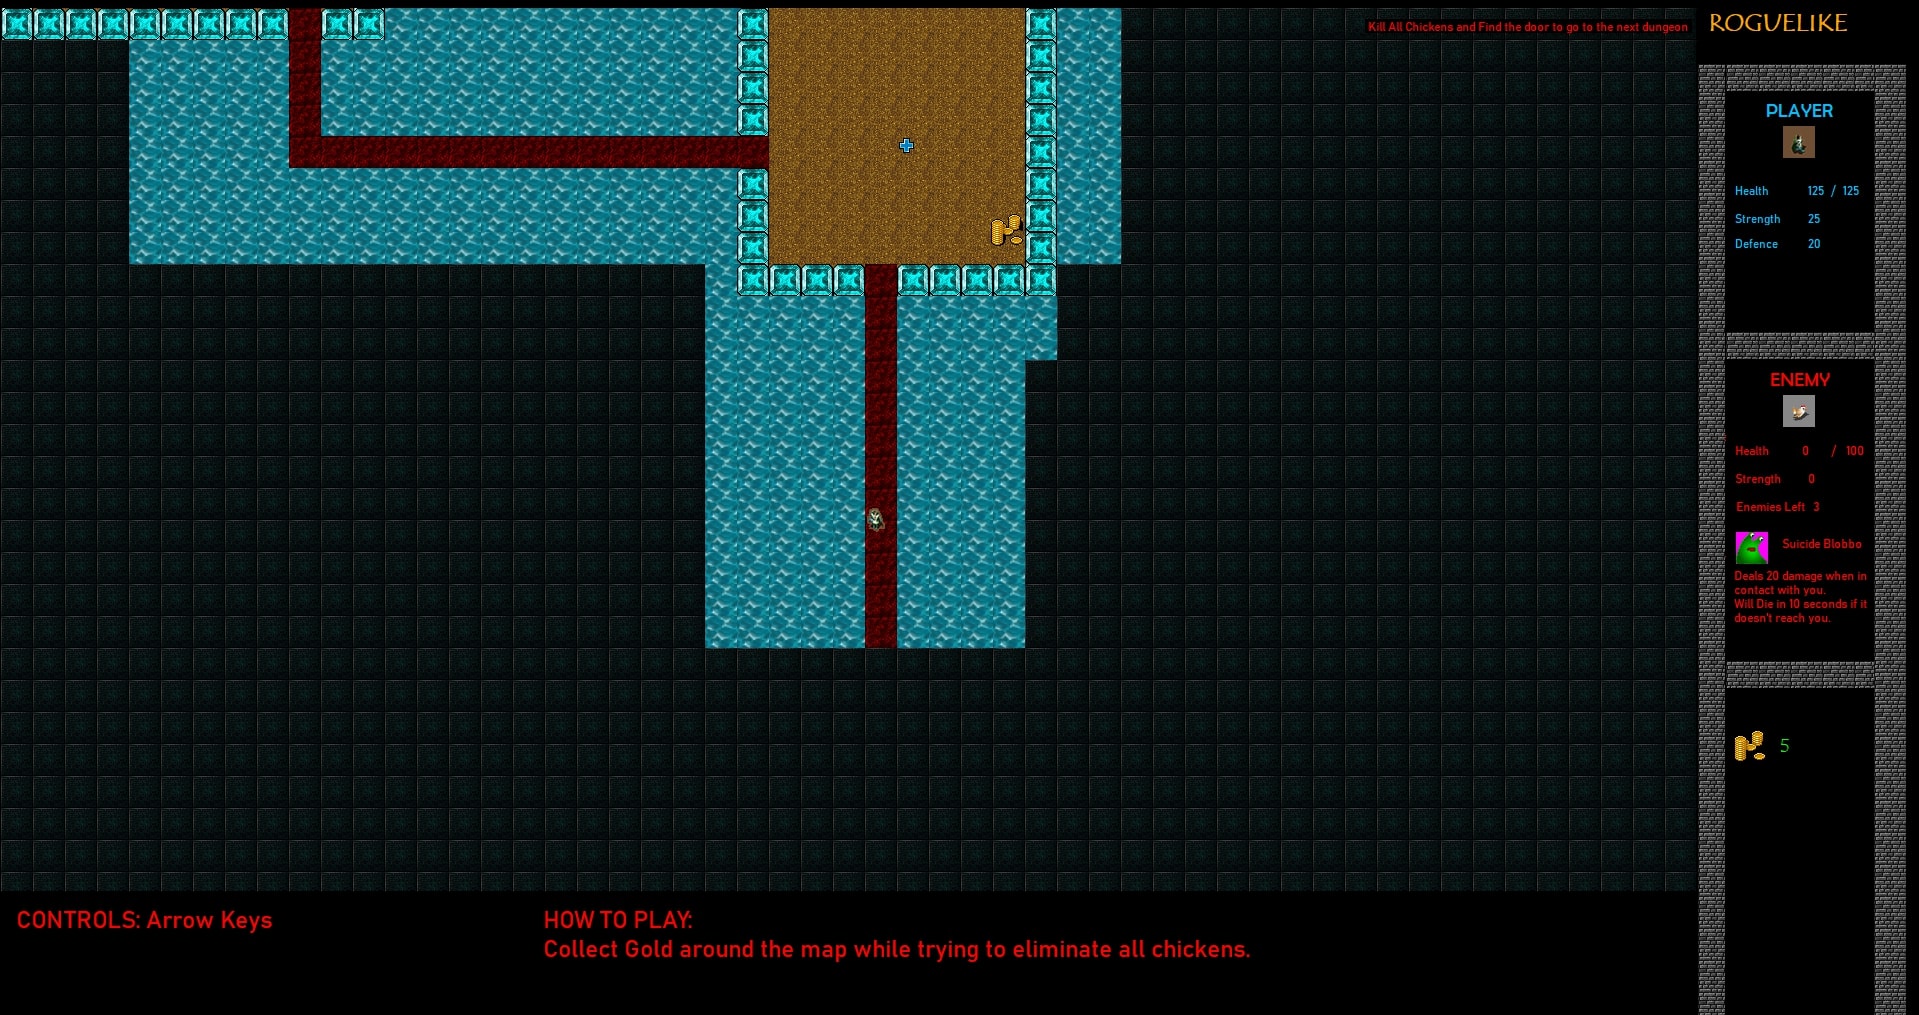 Kill All Chickens and Find the door to go to the next dungeon
ROGUELIKE
PLAYER
Health 125 / 125
Strength 25
Defence 20
ENEMY
Health 0 / 100
Strength 0
Enemies Left 3
Suicide Blobbo
Deals 20 damage when in
contact with you.
Will Die in 10 seconds if it
doesn't reach you.
5
CONTROLS: Arrow Keys
HOW TO PLAY:
Collect Gold around the map while trying to eliminate all chickens.